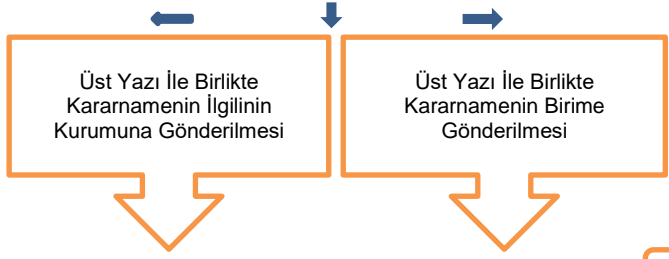 Üst Yazı İle Birlikte
Kararnamenin İlgilinin
Kurumuna Gönderilmesi
Üst Yazı İle Birlikte
Kararnamenin Birime
Gönderilmesi